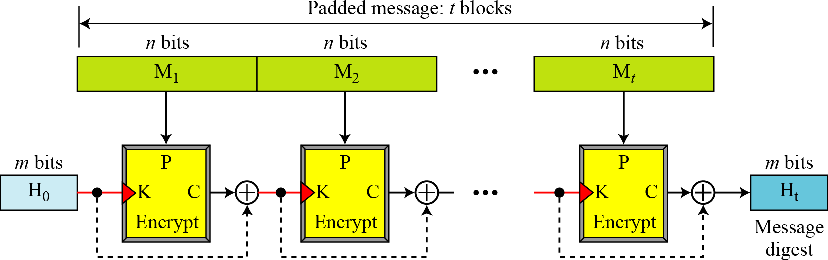 Padded message: t blocks
n bits n bits n bits
M1 M2 ... Mt
m bits P P P m bits
H0 K C K C ... K C Ht
Encrypt Encrypt Encrypt
Message
digest